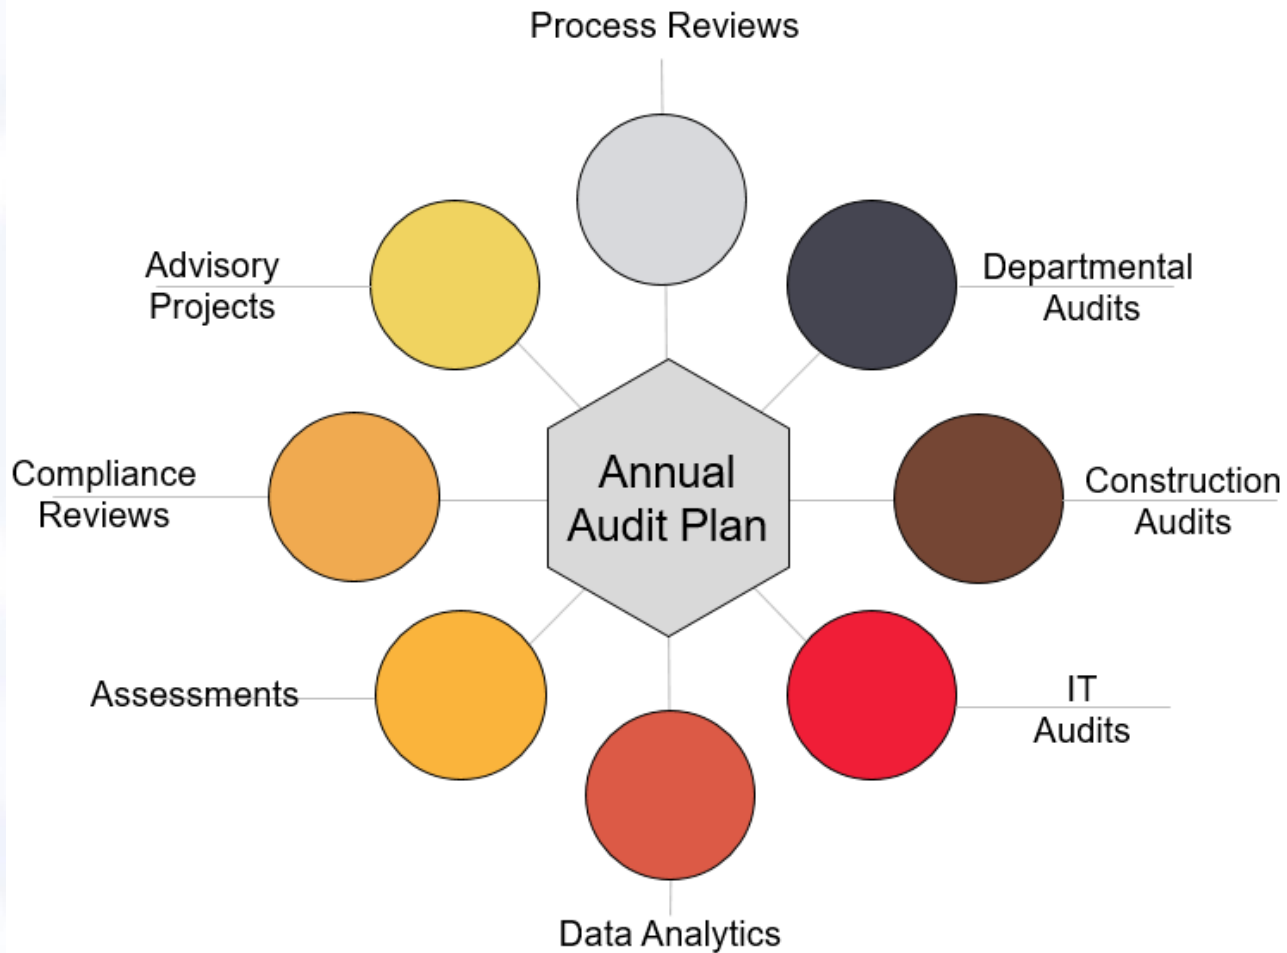 Process Reviews
Advisory
Projects
Departmental
Audits
Compliance
Reviews
Annual
Audit Plan
Construction
Audits
Assessments
IT
Audits
Data Analytics